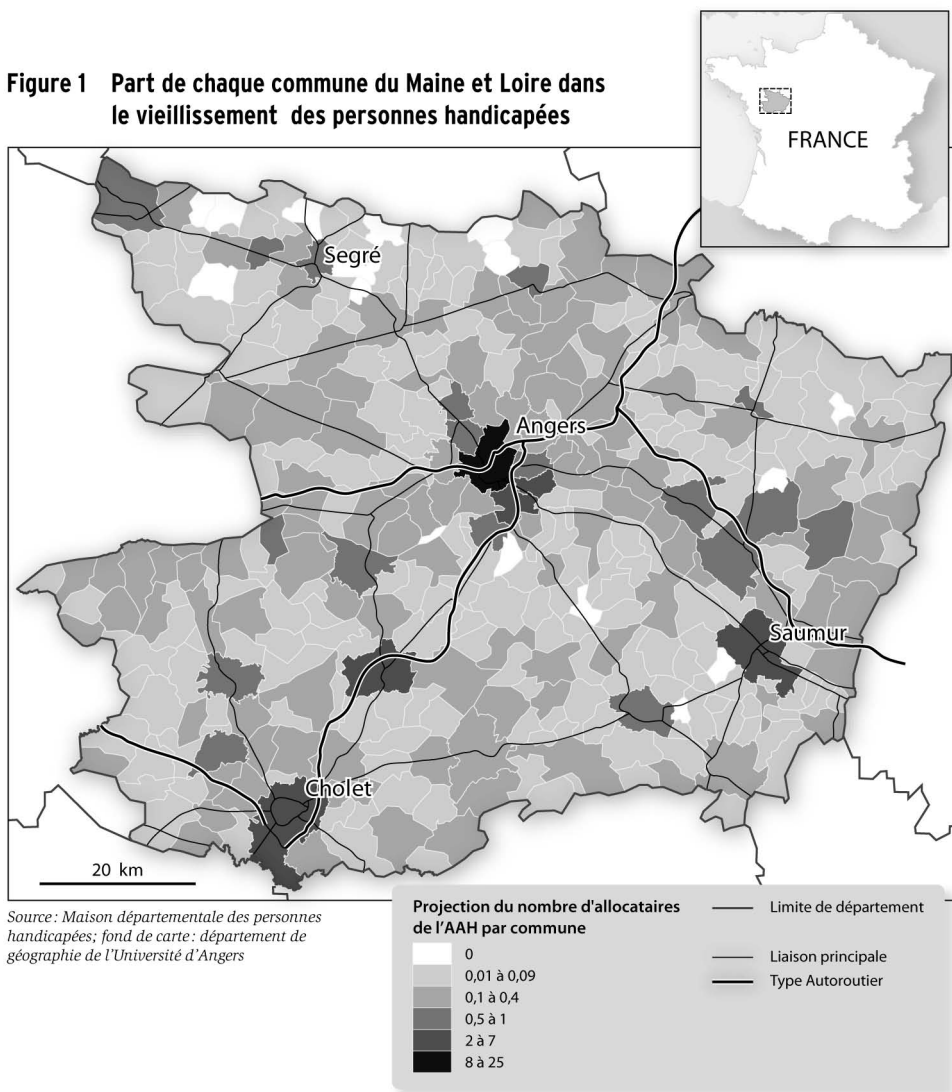 Figure 1 Part de chaque commune du Maine et Loire dans
le vieillissement des personnes handicapées
FRANCE
Segré
Angers
Saumur
Cholet
20 km
Source : Maison départementale des personnes
handicapées; fond de carte : département de
géographie de l'Université d'Angers
Projection du nombre d'allocataires
de l'AAH par commune
0
0,01 à 0,09
0,1 à 0,4
0,5 à 1
2 à 7
8 à 25
Limite de département
Liaison principale
Type Autoroutier